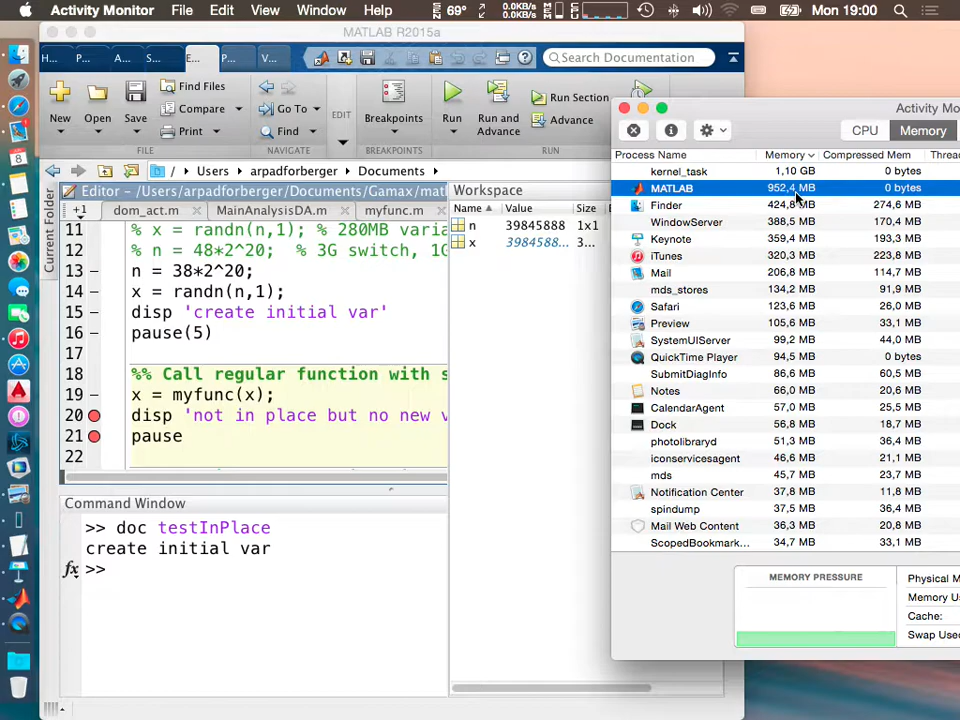 Activity Monitor File Edit View Window Help 69° 0.0KB/s 0.0KB/s Mon 19:00
MATLAB R2015a
H... P... A... S... E... P... V... Search Documentation
New Open Save
Find Files
Compare
Print
FILE
Go To
Find
NAVIGATE
EDIT
Breakpoints
BREAKPOINTS
Run
Run and Advance
Run Section
Advance
RUN
/ Users arpadforberger Documents
Current Folder
Editor - /Users/arpadforberger/Documents/Gamax/mat
+1 dom_act.m MainAnalysisDA.m myfunc.m
11 % x = randn(n,1); % 280MB varia
12 % n = 48*2^20; % 3G switch, 1G
13 n = 38*2^20;
14 x = randn(n,1);
15 disp 'create initial var'
16 pause(5)
17
18 %% Call regular function with s
19 x = myfunc(x);
20 disp 'not in place but no new v
21 pause
22
Workspace
Name Value Size
n 39845888 1x1
x 3984588... 3...
Command Window
>> doc testInPlace
create initial var
fx >>
Activity Mo
CPU Memory
Process Name Memory Compressed Mem Threa
kernel_task 1,10 GB 0 bytes
MATLAB 952,4 MB 0 bytes
Finder 424,8 MB 274,6 MB
WindowServer 388,5 MB 170,4 MB
Keynote 359,4 MB 193,3 MB
iTunes 320,3 MB 223,8 MB
Mail 206,8 MB 114,7 MB
mds_stores 134,2 MB 91,9 MB
Safari 123,6 MB 26,0 MB
Preview 105,6 MB 33,1 MB
SystemUIServer 99,2 MB 44,0 MB
QuickTime Player 94,5 MB 0 bytes
SubmitDiagInfo 86,6 MB 60,5 MB
Notes 66,0 MB 20,6 MB
CalendarAgent 57,0 MB 25,5 MB
Dock 56,8 MB 18,7 MB
photolibraryd 51,3 MB 36,4 MB
iconservicesagent 46,6 MB 21,1 MB
mds 45,7 MB 23,7 MB
Notification Center 37,8 MB 11,8 MB
spindump 37,5 MB 36,4 MB
Mail Web Content 36,3 MB 20,8 MB
ScopedBookmark... 34,7 MB 33,1 MB
MEMORY PRESSURE
Physical M
Memory Us
Cache:
Swap Used